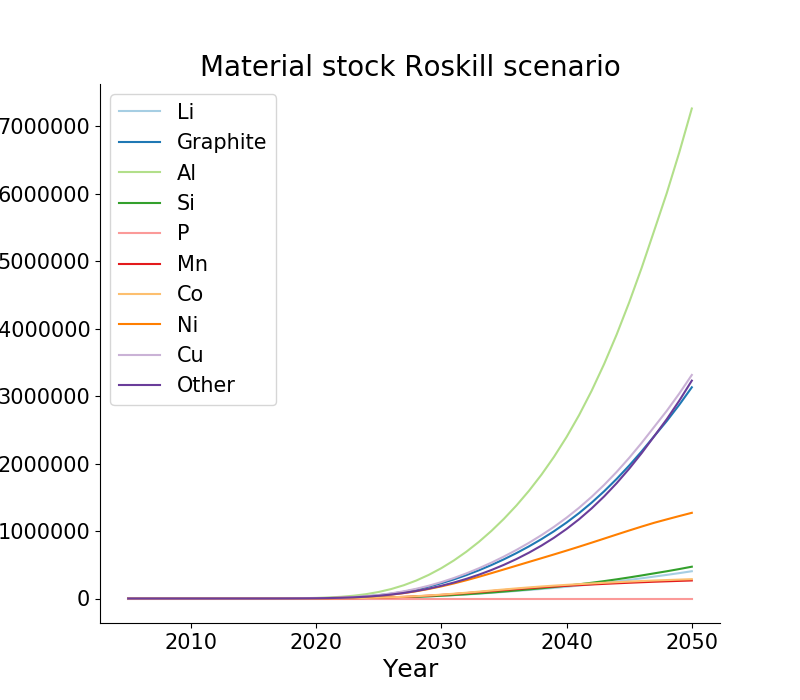 Material stock Roskill scenario
Li
Graphite
Al
Si
P
Mn
Co
Ni
Cu
Other
7000000
6000000
5000000
4000000
3000000
2000000
1000000
0
2010
2020
2030
2040
2050
Year